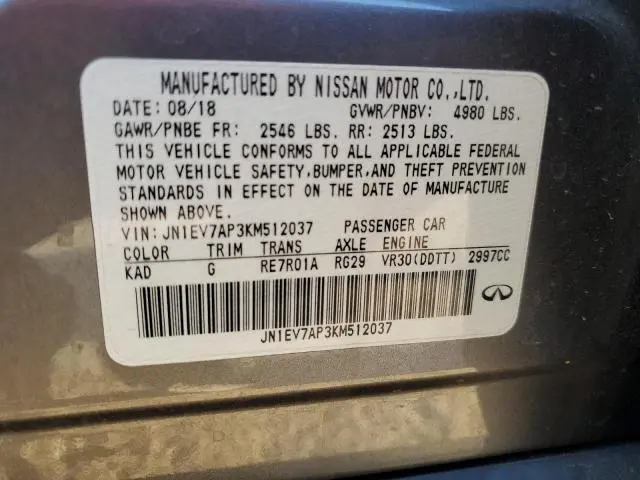 MANUFACTURED BY NISSAN MOTOR CO.,LTD.
DATE: 08/18 GVWR/PNBV: 4980 LBS.
GAWR/PNBE FR: 2546 LBS. RR: 2513 LBS.
THIS VEHICLE CONFORMS TO ALL APPLICABLE FEDERAL
MOTOR VEHICLE SAFETY,BUMPER,AND THEFT PREVENTION
STANDARDS IN EFFECT ON THE DATE OF MANUFACTURE
SHOWN ABOVE.
VIN: JN1EV7AP3KM512037 PASSENGER CAR
COLOR TRIM TRANS AXLE ENGINE
KAD G RE7R01A RG29 VR30(DDTT) 2997CC
JN1EV7AP3KM512037